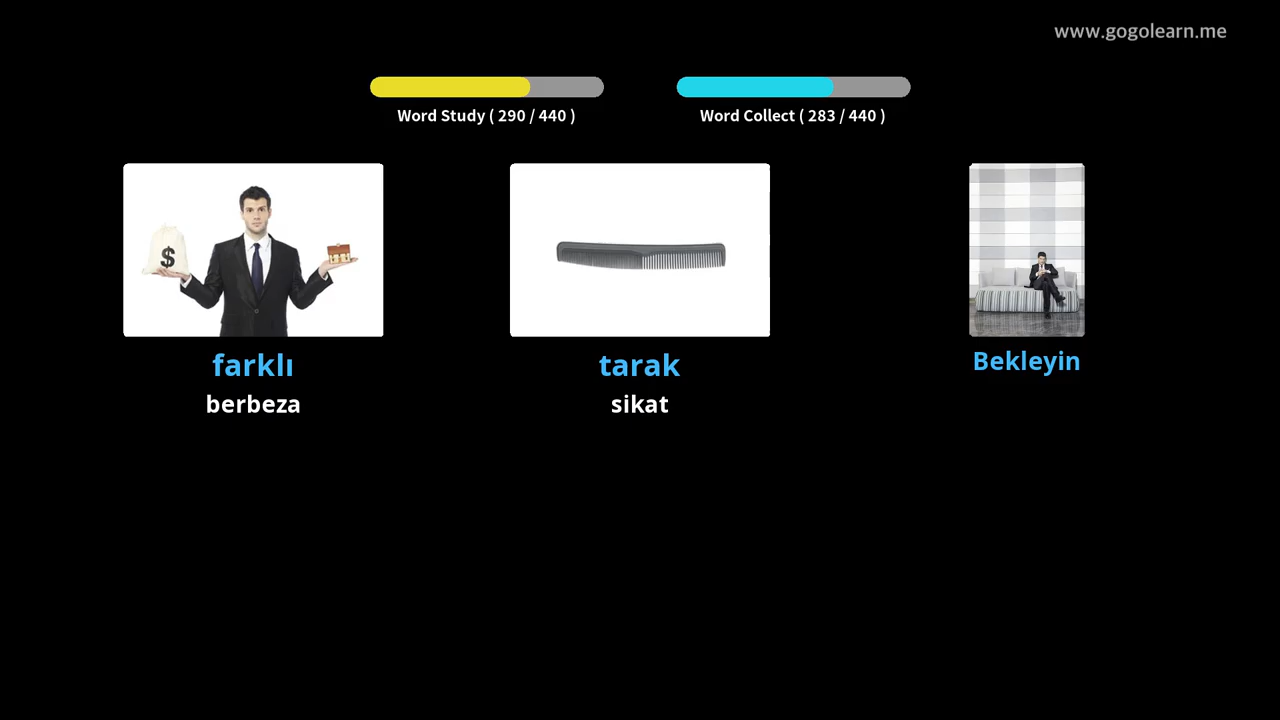 www.gogolearn.me
Word Study ( 290 / 440 )
Word Collect ( 283 / 440 )
$
farklı
berbeza
tarak
sikat
Bekleyin